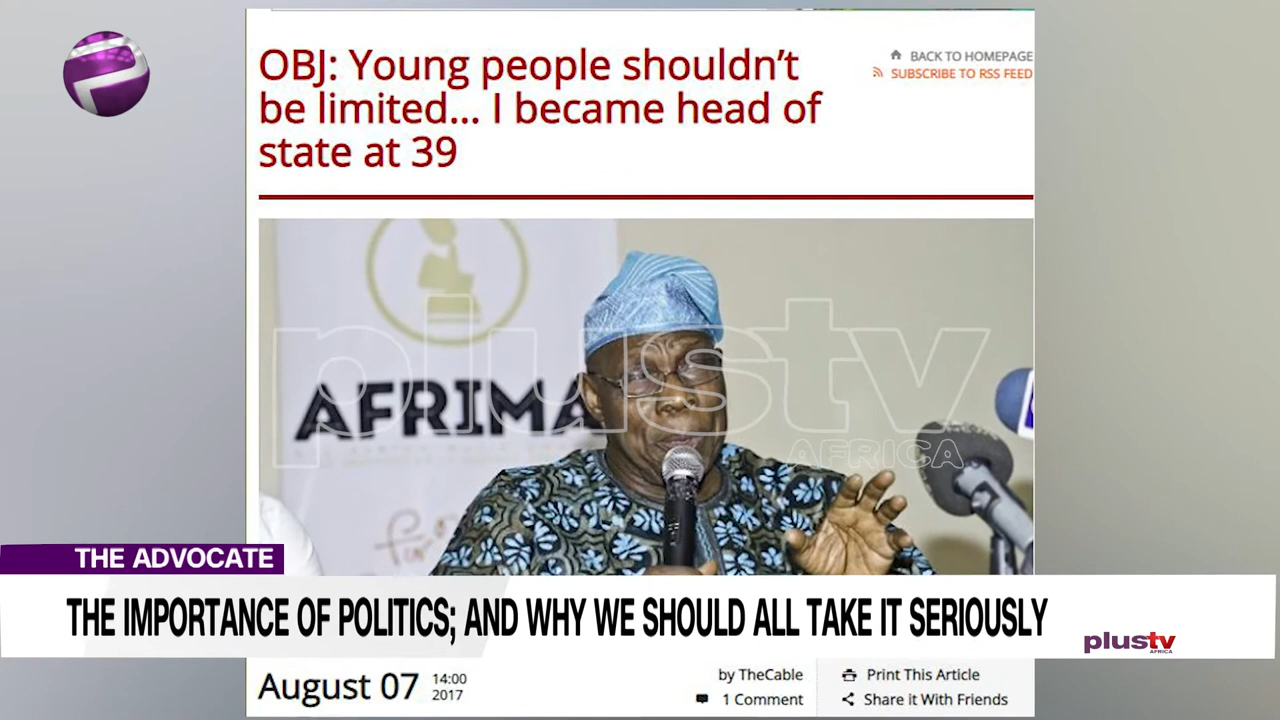 OBJ: Young people shouldn't
be limited... I became head of
state at 39
BACK TO HOMEPAGE
SUBSCRIBE TO RSS FEED
AFRIMA
plustv
AFRICA
THE ADVOCATE
THE IMPORTANCE OF POLITICS; AND WHY WE SHOULD ALL TAKE IT SERIOUSLY
plustv
AFRICA
August 07
14:00
2017
by TheCable
1 Comment
Print This Article
Share it With Friends